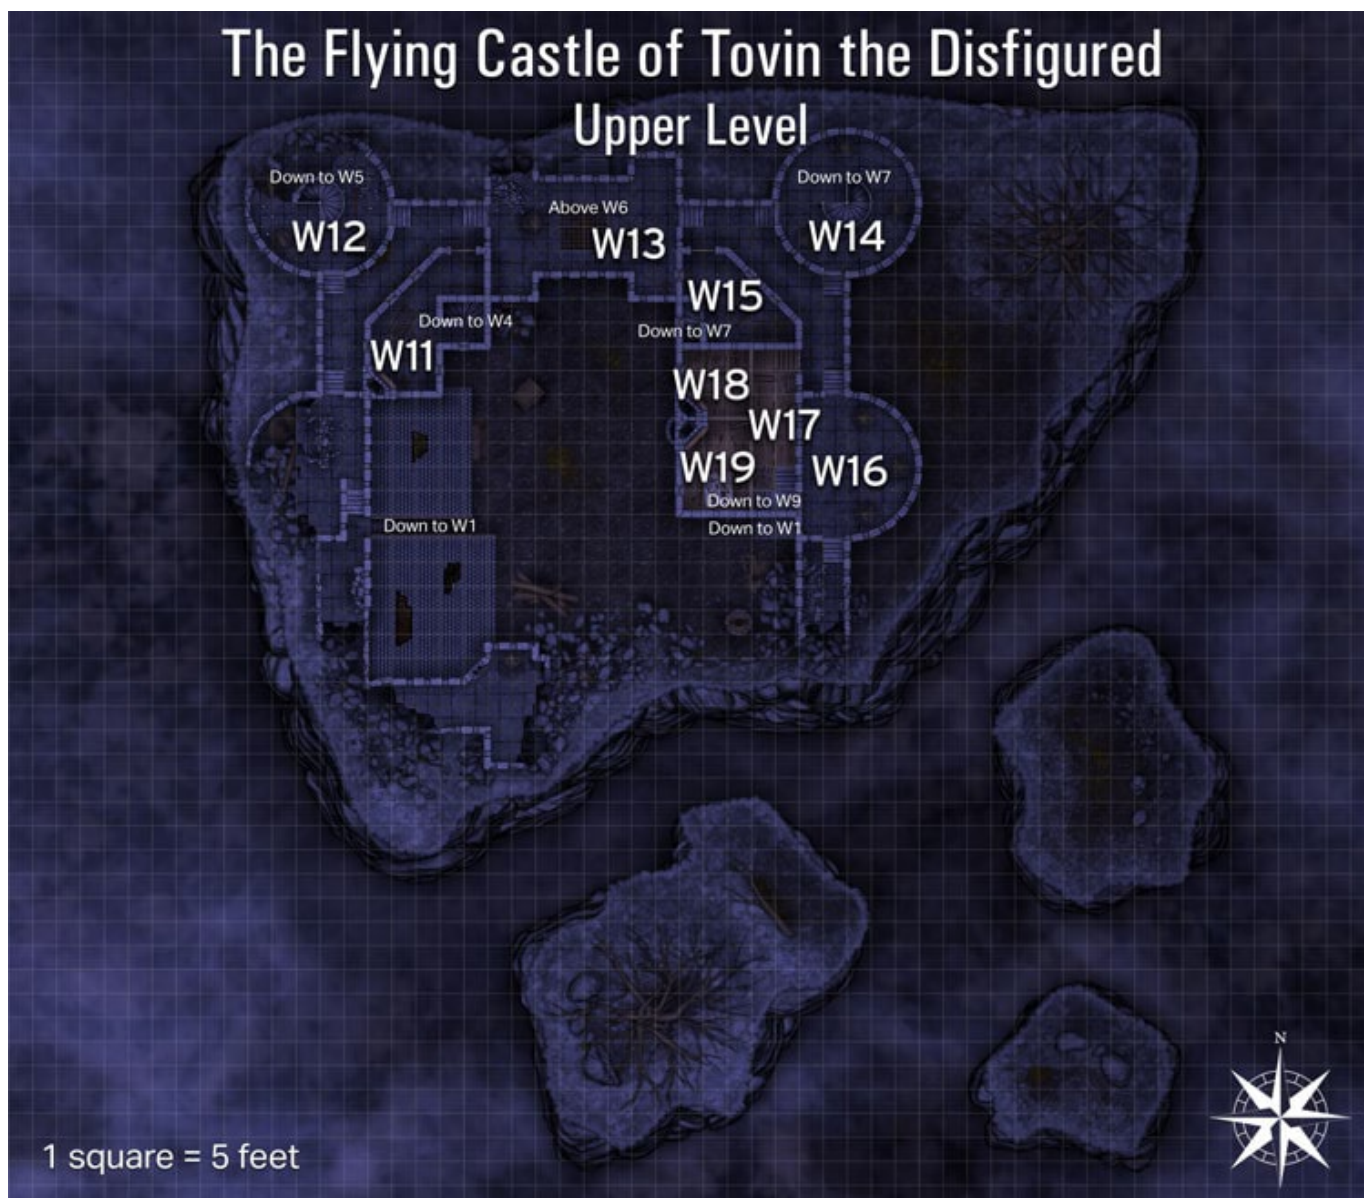 The Flying Castle of Tovin the Disfigured
Upper Level
Down to W5
Down to W7
Above W6
W12
W13
W14
W15
Down to W4
Down to W7
W11
W18
W17
W19
W16
Down to W9
Down to W1
Down to W1
N
1 square = 5 feet